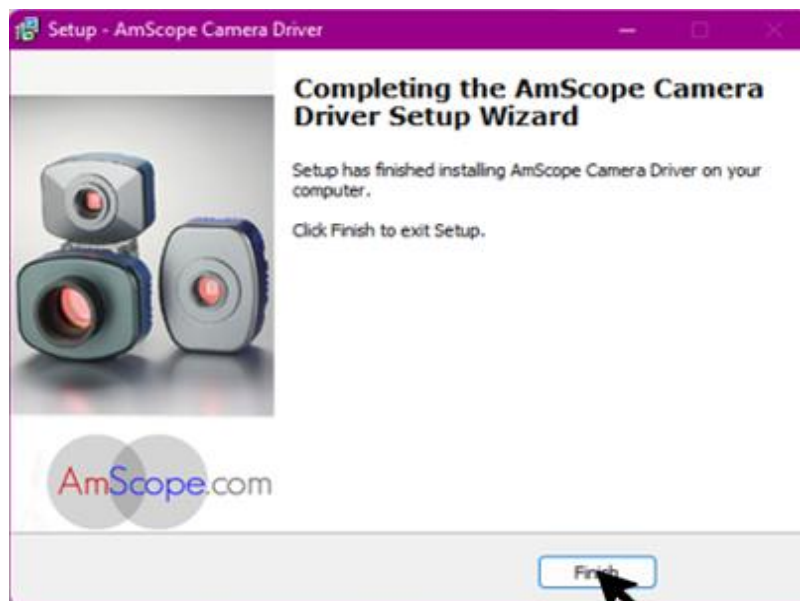 Setup - AmScope Camera Driver
Completing the AmScope Camera
Driver Setup Wizard
Setup has finished installing AmScope Camera Driver on your
computer.
Click Finish to exit Setup.
AmScope.com
Finish